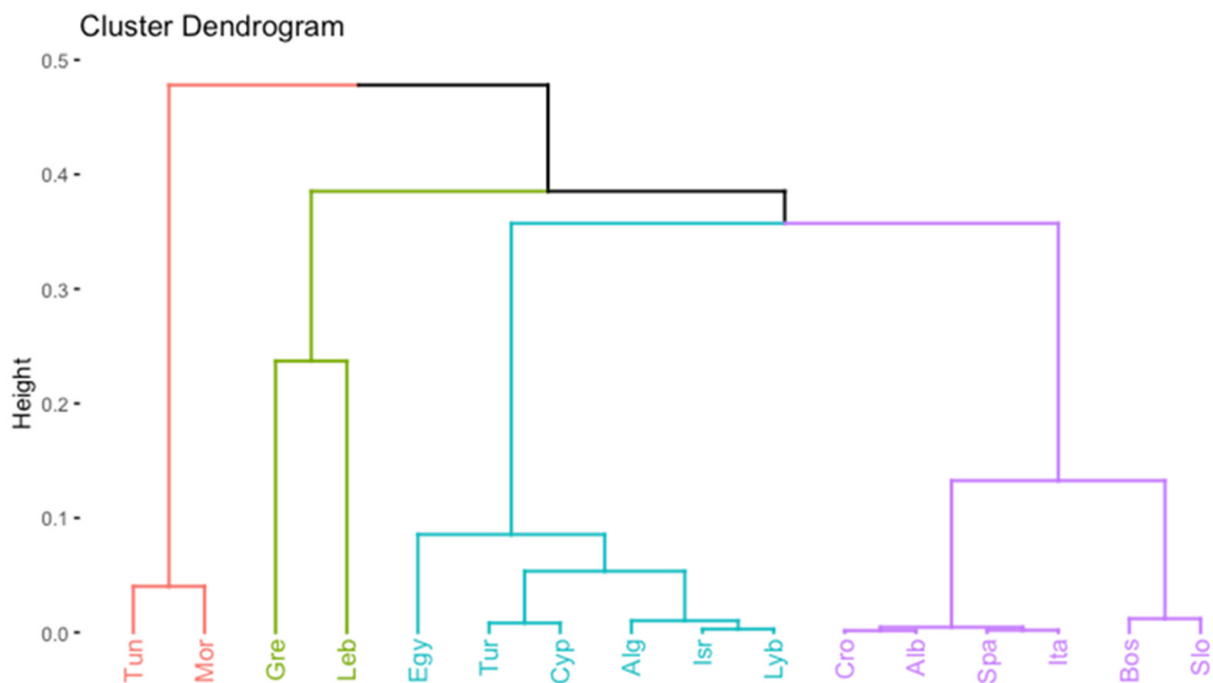 Cluster Dendrogram
0.5
0.4
0.3
0.2
0.1
0.0
Height
Tun
Mor
Gre
Leb
Egy
Tur
Cyp
Alg
Isr
Lyb
Cro
Alb
Spa
Ita
Bos
Slo